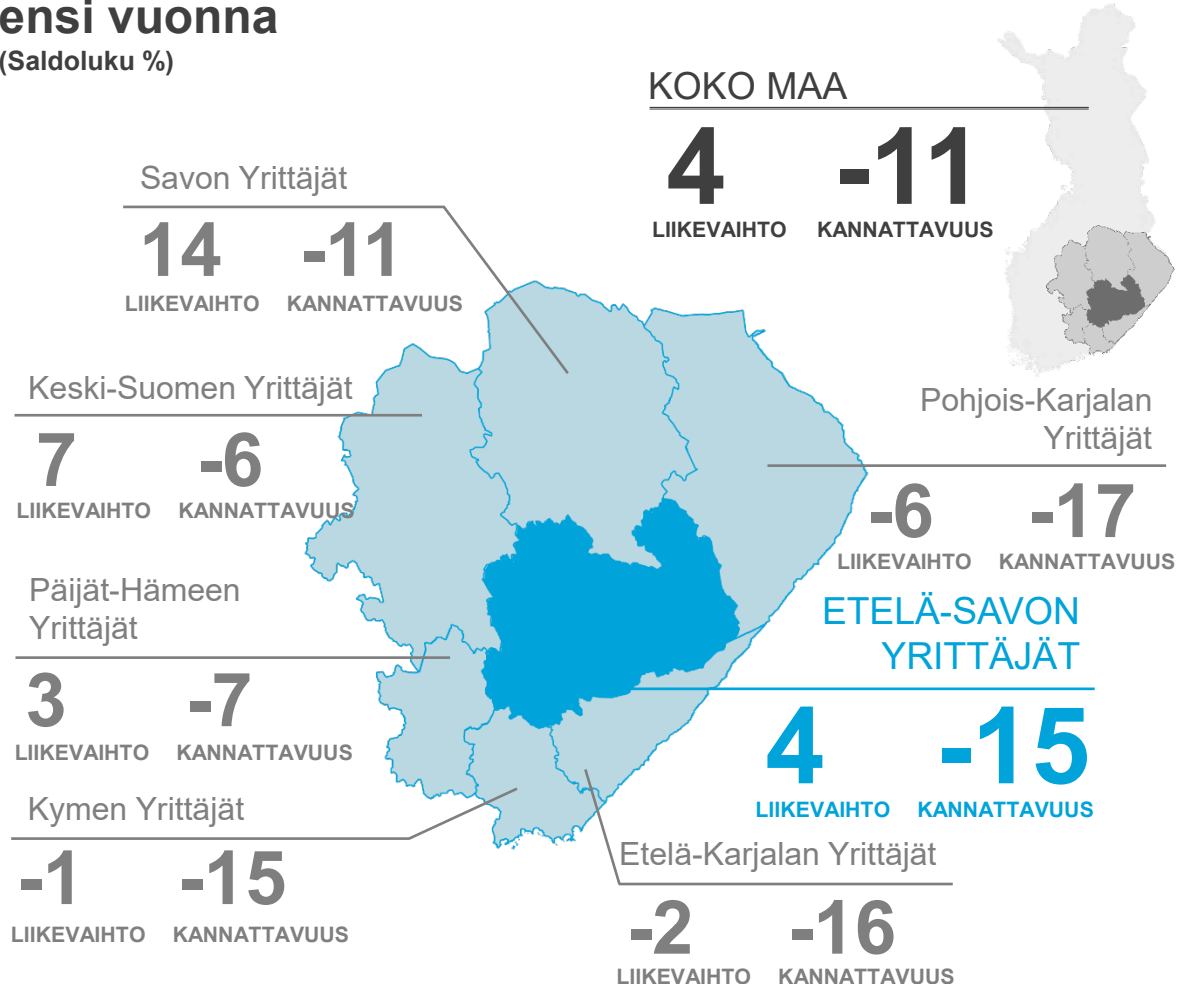 ensi vuonna
(Saldoluku %)
KOKO MAA
4 -11
LIIKEVAIHTO KANNATTAVUUS
Savon Yrittäjät
14 -11
LIIKEVAIHTO KANNATTAVUUS
Keski-Suomen Yrittäjät
7 -6
LIIKEVAIHTO KANNATTAVUUS
Pohjois-Karjalan
Yrittäjät
-6 -17
LIIKEVAIHTO KANNATTAVUUS
Päijät-Hämeen
Yrittäjät
3 -7
LIIKEVAIHTO KANNATTAVUUS
ETELÄ-SAVON
YRITTÄJÄT
4 -15
LIIKEVAIHTO KANNATTAVUUS
Kymen Yrittäjät
-1 -15
LIIKEVAIHTO KANNATTAVUUS
Etelä-Karjalan Yrittäjät
-2 -16
LIIKEVAIHTO KANNATTAVUUS